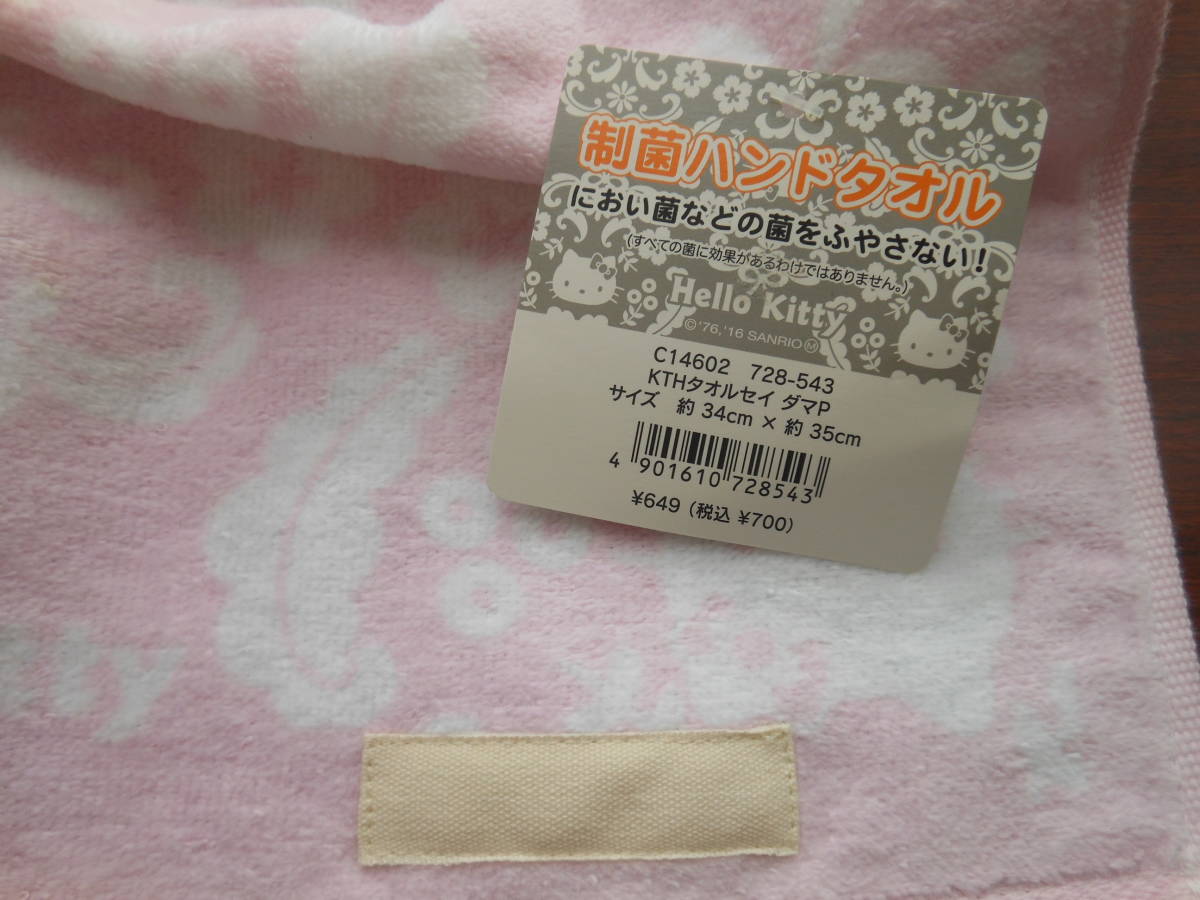 制菌ハンドタオル
におい菌などの菌をふやさない!
(すべての菌に効果があるわけではありません。)
Hello Kitty
©'76,'16 SANRIO Ⓜ
C14602 728-543
KTHタオルセイ ダマP
サイズ 約 34cm × 約 35cm
4 901610 728543
¥649 (税込 ¥700)
tty